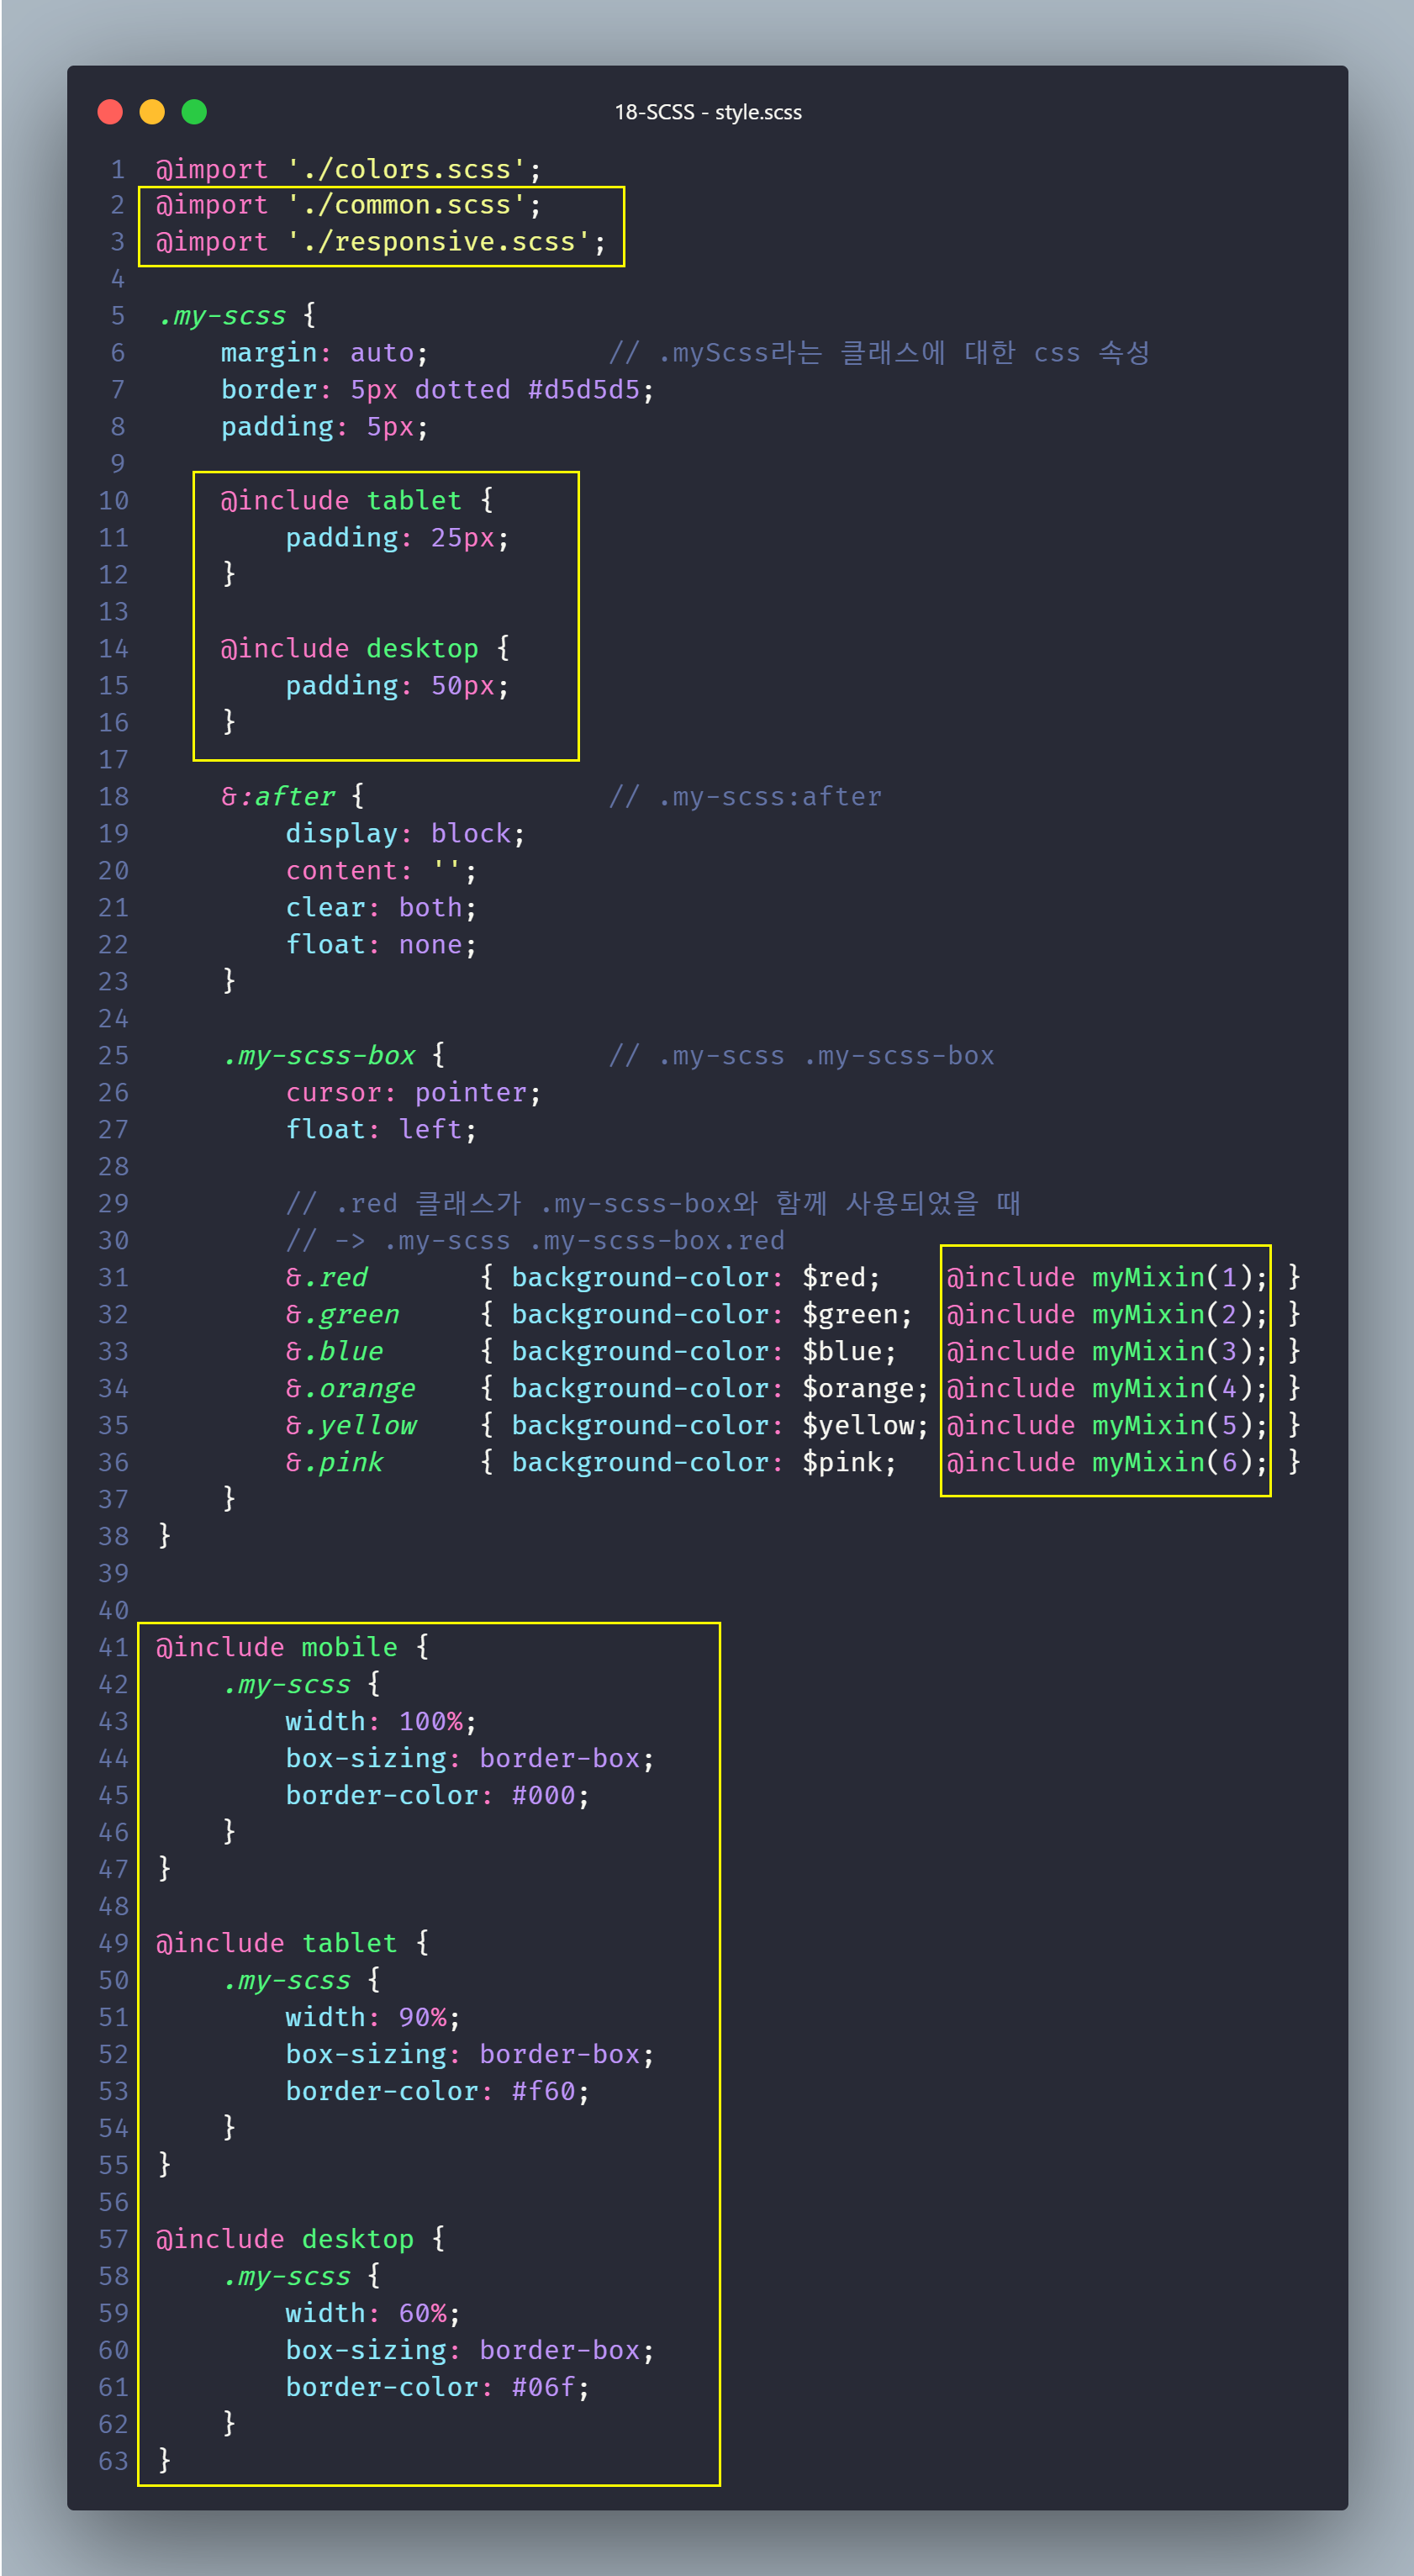 18-SCSS - style.scss
1 @import './colors.scss';
2 @import './common.scss';
3 @import './responsive.scss';
4
5 .my-scss {
6     margin: auto;           // .myScss라는 클래스에 대한 css 속성
7     border: 5px dotted #d5d5d5;
8     padding: 5px;
9
10     @include tablet {
11         padding: 25px;
12     }
13
14     @include desktop {
15         padding: 50px;
16     }
17
18     &:after {               // .my-scss:after
19         display: block;
20         content: '';
21         clear: both;
22         float: none;
23     }
24
25     .my-scss-box {          // .my-scss .my-scss-box
26         cursor: pointer;
27         float: left;
28
29         // .red 클래스가 .my-scss-box와 함께 사용되었을 때
30         // -> .my-scss .my-scss-box.red
31         &.red       { background-color: $red;    @include myMixin(1); }
32         &.green     { background-color: $green;  @include myMixin(2); }
33         &.blue      { background-color: $blue;   @include myMixin(3); }
34         &.orange    { background-color: $orange; @include myMixin(4); }
35         &.yellow    { background-color: $yellow; @include myMixin(5); }
36         &.pink      { background-color: $pink;   @include myMixin(6); }
37     }
38 }
39
40
41 @include mobile {
42     .my-scss {
43         width: 100%;
44         box-sizing: border-box;
45         border-color: #000;
46     }
47 }
48
49 @include tablet {
50     .my-scss {
51         width: 90%;
52         box-sizing: border-box;
53         border-color: #f60;
54     }
55 }
56
57 @include desktop {
58     .my-scss {
59         width: 60%;
60         box-sizing: border-box;
61         border-color: #06f;
62     }
63 }